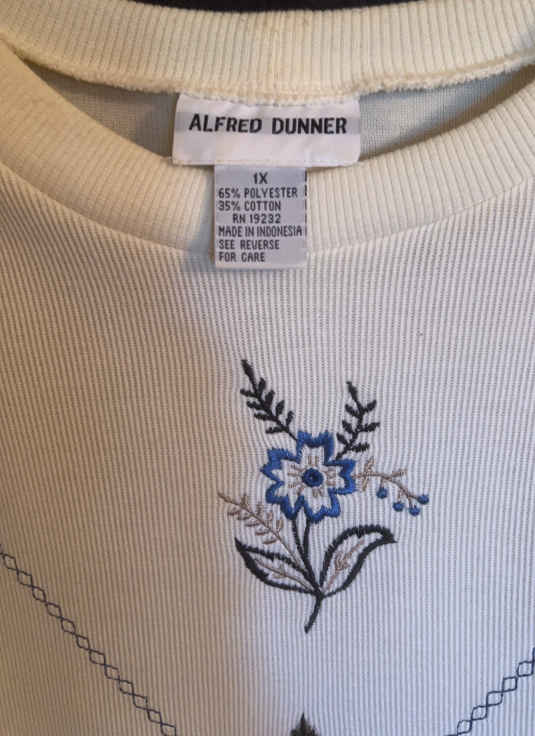 ALFRED DUNNER
1X
65% POLYESTER
35% COTTON
RN 19232
MADE IN INDONESIA
SEE REVERSE
FOR CARE